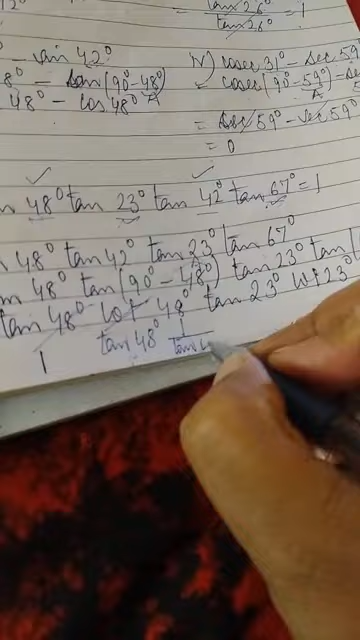 tan 26° = 1
tan 26°
sin 42° iv) cosec 31° - sec 59°
8° - sin (90° - 48°) = cosec (90° - 59°) - se
48° - cos 48° = sec 59° - sec 59°
= 0
48° tan 23° tan 42° tan 67° = 1
48° tan 42° tan 23° tan 67°
48° tan (90° - 48°) tan 23° tan
tan 48° cot 48° tan 23° cot 23°
1 tan 48° 1
tan